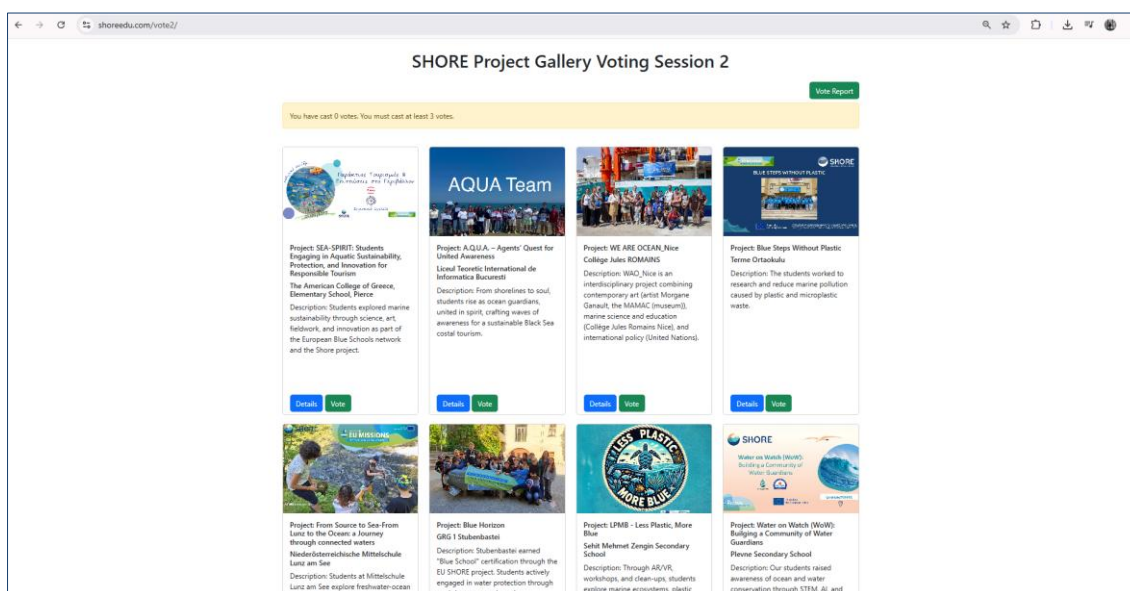 shoreedu.com/vote2/
SHORE Project Gallery Voting Session 2
Vote Report
You have cast 0 votes. You must cast at least 3 votes.
SHORE
Project: SEA-SPIRIT: Students
Engaging in Aquatic Sustainability,
Protection, and Innovation for
Responsible Tourism
The American College of Greece,
Elementary School, Pierce
Description: Students explored marine
sustainability through science, art,
fieldwork, and innovation as part of
the European Blue Schools network
and the Shore project.
Details
Vote
AQUA Team
Project: A.Q.U.A. – Agents' Quest for
United Awareness
Liceul Teoretic International de
Informatica Bucuresti
Description: From shorelines to soul,
students rise as ocean guardians,
united in spirit, crafting waves of
awareness for a sustainable Black Sea
costal tourism.
Details
Vote
Project: WE ARE OCEAN_Nice
Collège Jules ROMAINS
Description: WAO_Nice is an
interdisciplinary project combining
contemporary art (artist Morgane
Ganault, the MAMAC (museum)),
marine science and education
(Collège Jules Romains Nice), and
international policy (United Nations).
Details
Vote
SHORE
BLUE STEPS WITHOUT PLASTIC
Project: Blue Steps Without Plastic
Terme Ortaokulu
Description: The students worked to
research and reduce marine pollution
caused by plastic and microplastic
waste.
Details
Vote
SHORE
EU MISSIONS
Project: From Source to Sea-From
Lunz to the Ocean: a Journey
through connected waters
Niederösterreichische Mittelschule
Lunz am See
Description: Students at Mittelschule
Lunz am See explore freshwater-ocean
Project: Blue Horizon
GRG 1 Stubenbastei
Description: Stubenbastei earned
"Blue School" certification through the
EU SHORE project. Students actively
engaged in water protection through
LESS PLASTIC
MORE BLUE
Project: LPMB - Less Plastic, More
Blue
Sehit Mehmet Zengin Secondary
School
Description: Through AR/VR,
workshops, and clean-ups, students
explore marine ecosystems, plastic
SHORE
Water on Watch (WoW):
Building a Community of
Water Guardians
Project: Water on Watch (WoW):
Builging a Community of Water
Guardians
Plevne Secondary School
Description: Our students raised
awareness of ocean and water
conservation through STEM, AI, and